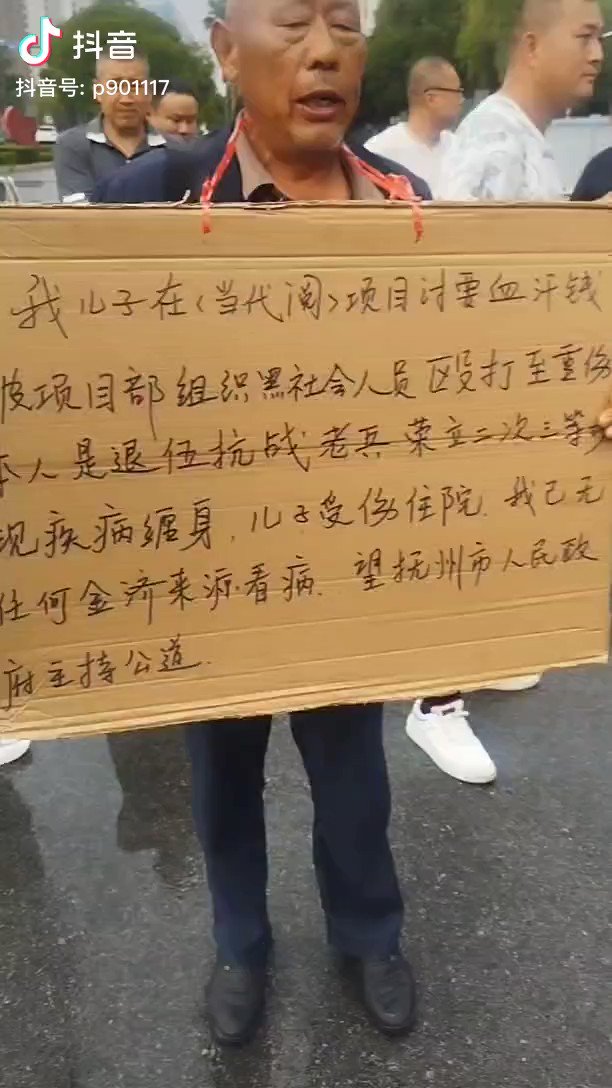 抖音
抖音号: p901117
我儿子在〈当代阅〉项目讨要血汗钱
被项目部组织黑社会人员殴打至重伤
本人是退伍抗战老兵荣立二次三等功
现疾病缠身，儿子受伤住院.我已无
任何金济来源看病.望抚州市人民政
府主持公道.